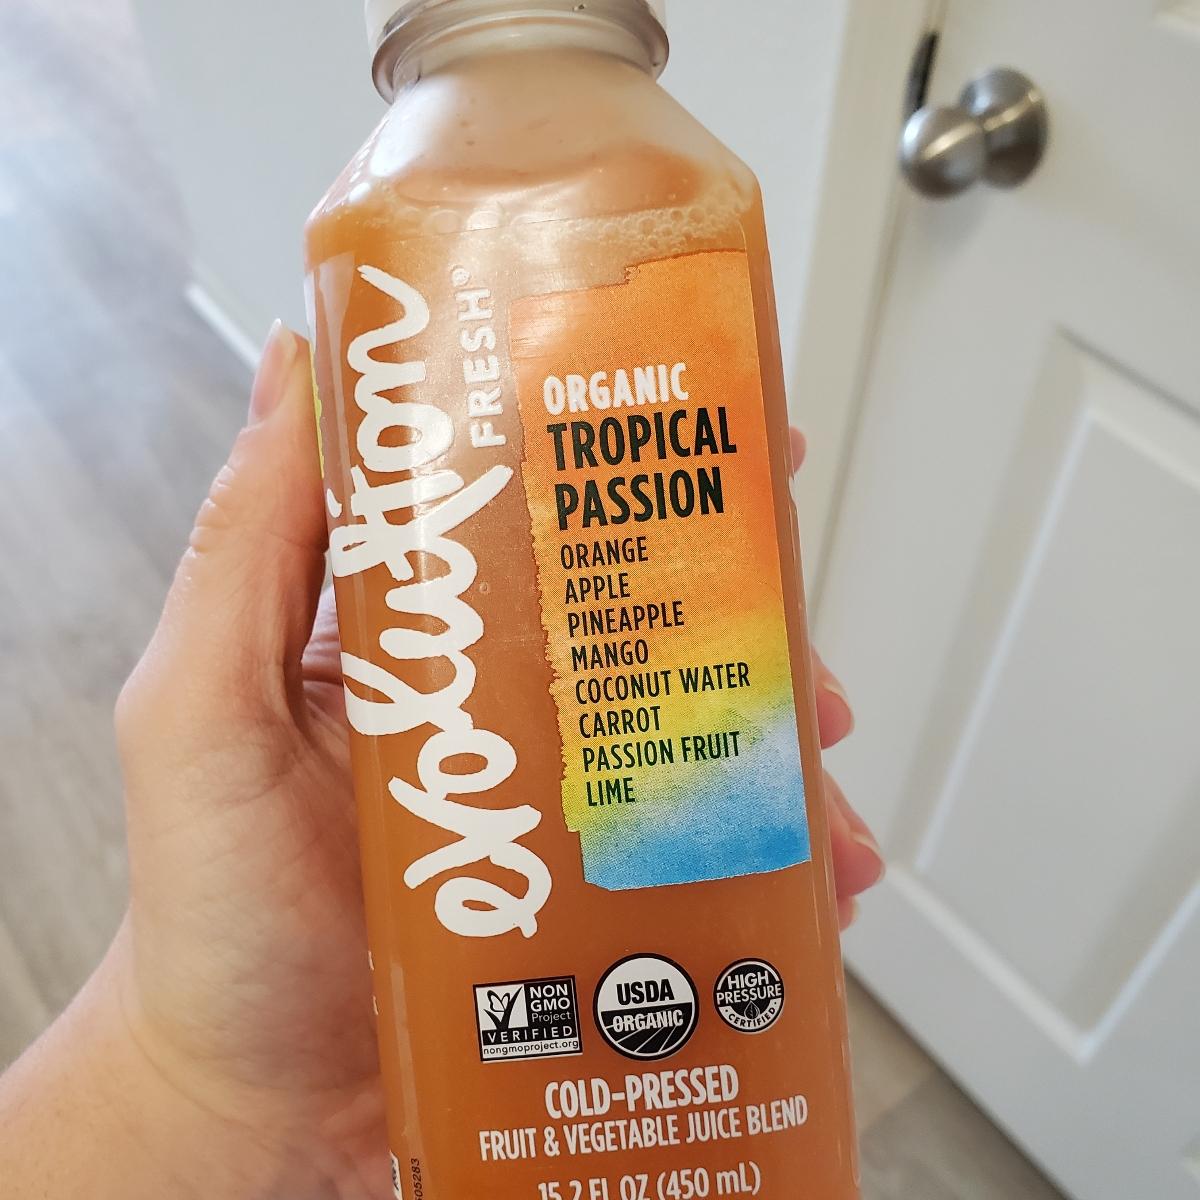 evolution
FRESH®
ORGANIC
TROPICAL
PASSION
ORANGE
APPLE
PINEAPPLE
MANGO
COCONUT WATER
CARROT
PASSION FRUIT
LIME
NON
GMO
Project
VERIFIED
nongmoproject.org
USDA
ORGANIC
HIGH
PRESSURE
CERTIFIED
COLD-PRESSED
FRUIT & VEGETABLE JUICE BLEND
15.2 FL OZ (450 mL)